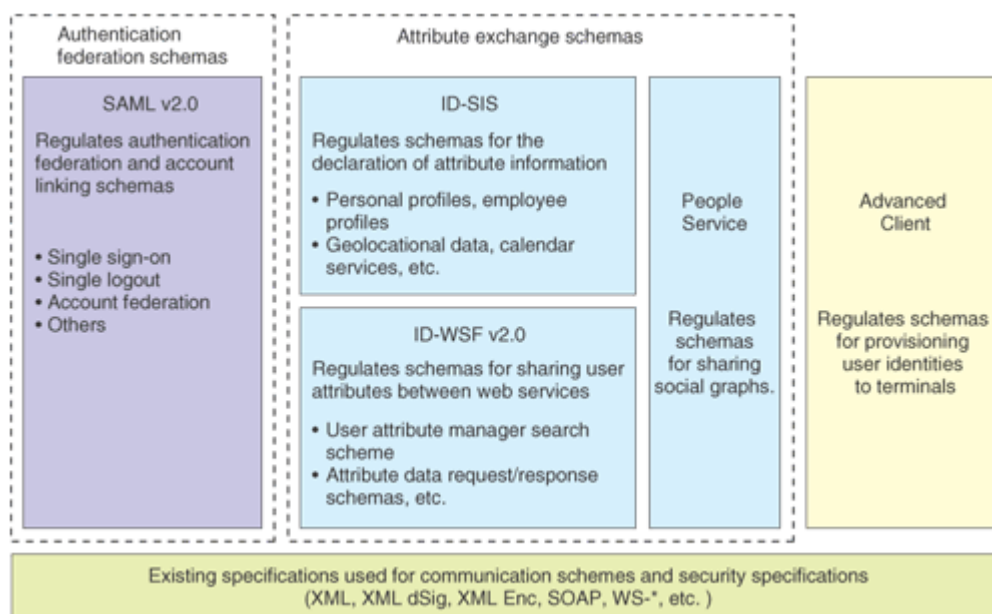 Authentication
federation schemas
SAML v2.0
Regulates authentication
federation and account
linking schemas
• Single sign-on
• Single logout
• Account federation
• Others
Attribute exchange schemas
ID-SIS
Regulates schemas for the
declaration of attribute information
• Personal profiles, employee
profiles
• Geolocational data, calendar
services, etc.
ID-WSF v2.0
Regulates schemas for sharing user
attributes between web services
• User attribute manager search
scheme
• Attribute data request/response
schemas, etc.
People
Service
Regulates
schemas
for sharing
social graphs.
Advanced
Client
Regulates schemas
for provisioning
user identities
to terminals
Existing specifications used for communication schemes and security specifications
(XML, XML dSig, XML Enc, SOAP, WS-*, etc. )